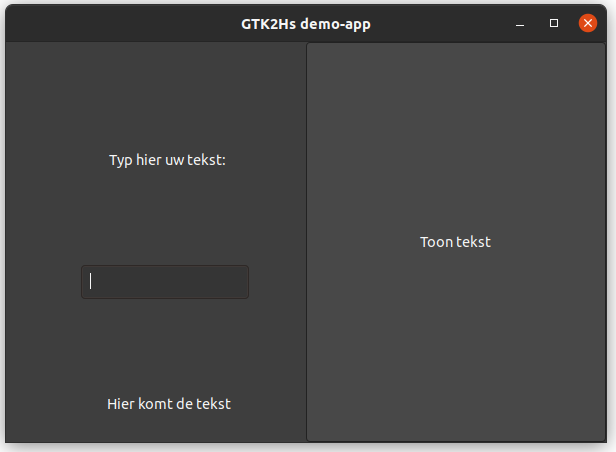 GTK2Hs demo-app
Typ hier uw tekst:
Toon tekst
Hier komt de tekst